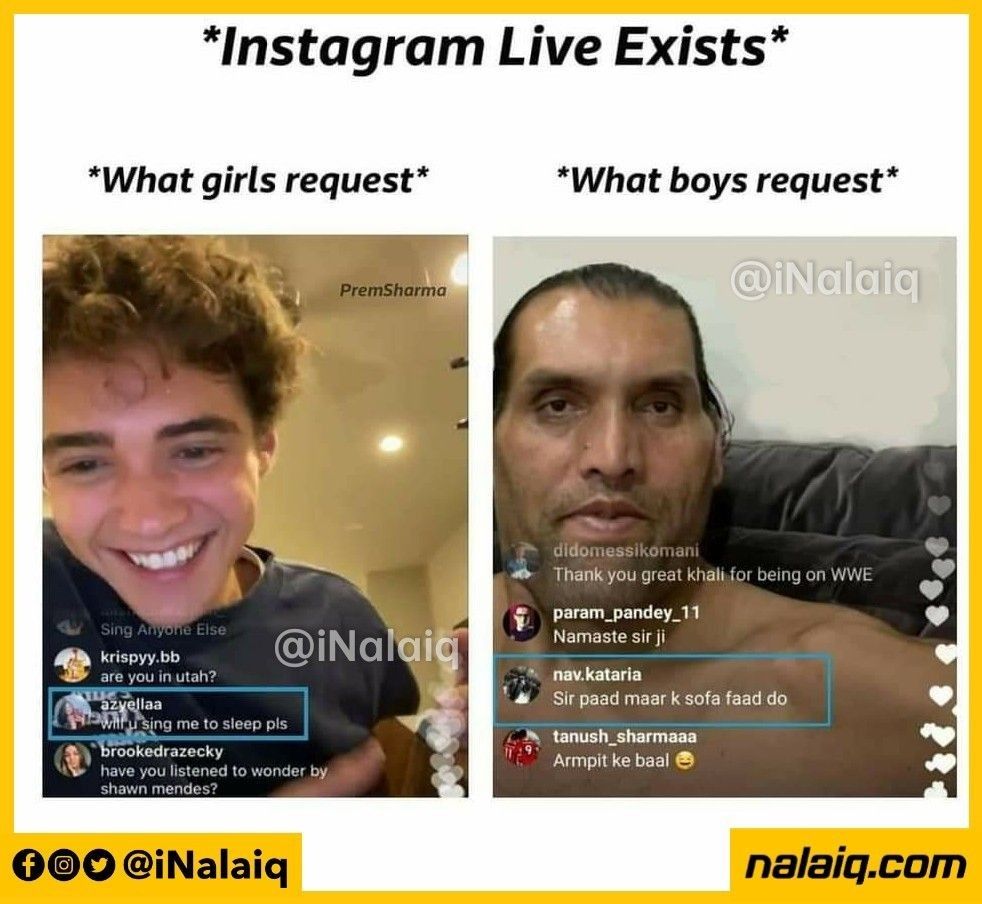 *Instagram Live Exists*
*What girls request*
*What boys request*
PremSharma
Sing Anyone Else
krispyy.bb
are you in utah?
azyellaa
will u sing me to sleep pls
brookedrazecky
have you listened to wonder by
shawn mendes?
@iNalaiq
@iNalaiq
didomessikomani
Thank you great khali for being on WWE
param_pandey_11
Namaste sir ji
nav.kataria
Sir paad maar k sofa faad do
tanush_sharmaaa
Armpit ke baal 😄
@iNalaiq
nalaiq.com